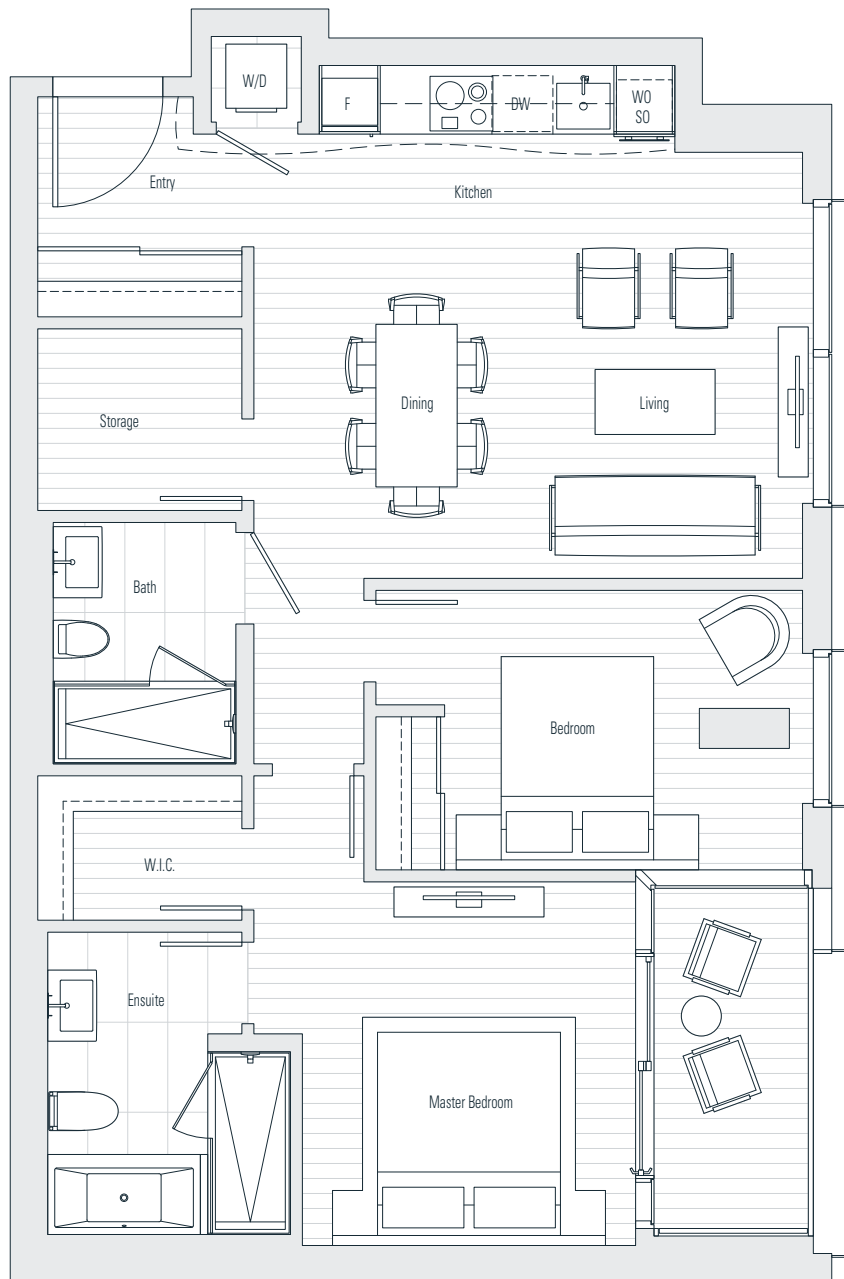 W/D
F
DW
WO
SO
Entry
Kitchen
Dining
Living
Storage
Bath
Bedroom
W.I.C.
Ensuite
Master Bedroom